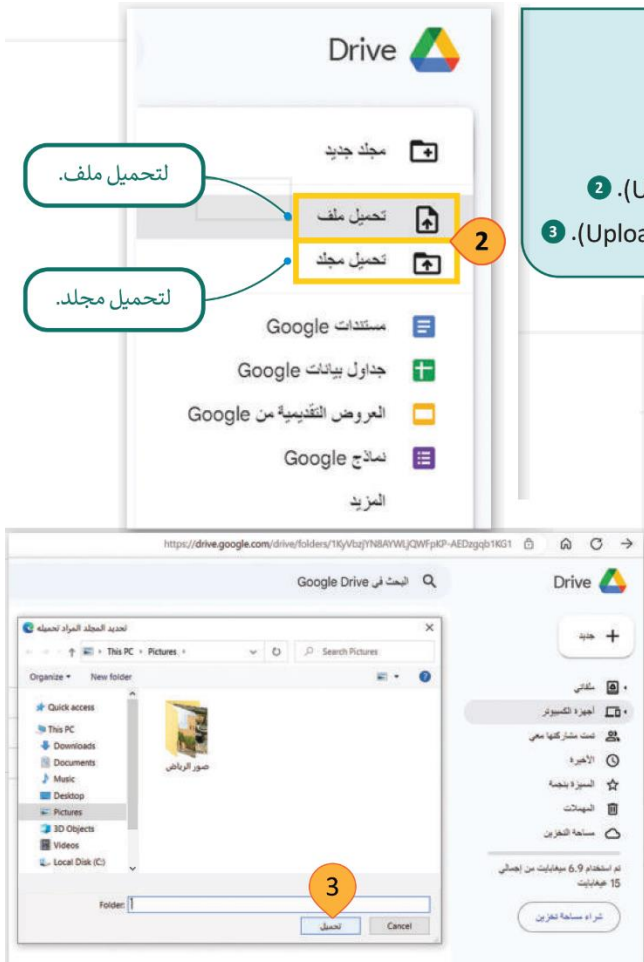 Drive
مجلد جديد
لتحميل ملف.
تحميل ملف
2
تحميل مجلد
لتحميل مجلد.
مستندات Google
جداول بيانات Google
العروض التقديمية من Google
نماذج Google
المزيد
2 .(U
3 .(Uploa
https://drive.google.com/drive/folders/1KyVbzjYN8AYWLjQWFpKP-AEDzgqb1KG1
Drive
البحث في Google Drive
جديد
ملفاتي
أجهزة الكمبيوتر
تمت مشاركتها معي
الأخيرة
المميزة بنجمة
المهملات
مساحة التخزين
تم استخدام 6.9 ميغابايت من إجمالي
15 غيغابايت
شراء مساحة تخزين
تحديد المجلد المراد تحميله
This PC
Pictures
Search Pictures
Organize
New folder
Quick access
This PC
Downloads
Documents
Music
Desktop
Pictures
3D Objects
Videos
Local Disk (C:)
صور الرياض
Folder:
3
تحميل
Cancel